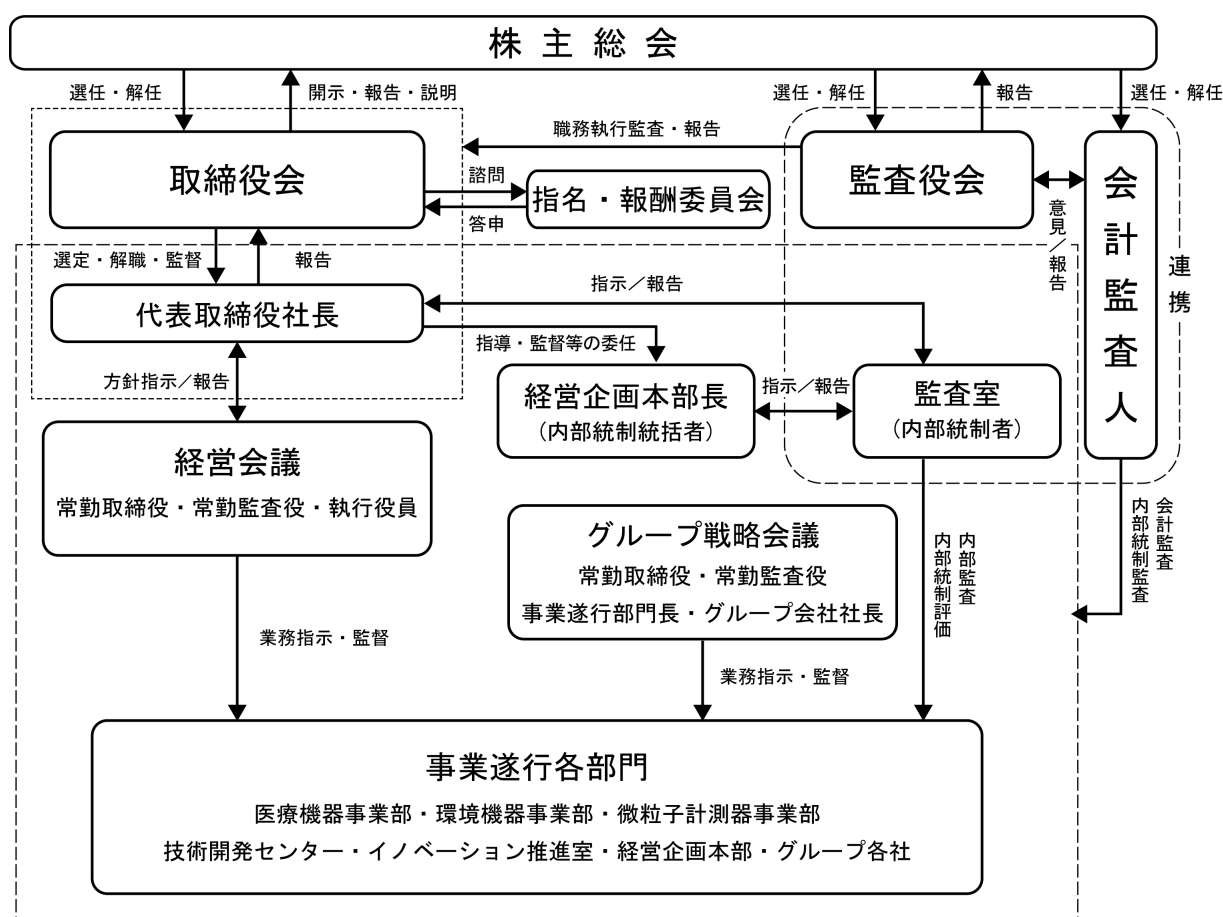 株主総会
選任・解任
開示・報告・説明
選任・解任
報告
選任・解任
職務執行監査・報告
取締役会
諮問
答申
指名・報酬委員会
監査役会
意見／報告
会計監査人
連携
選定・解職・監督
報告
代表取締役社長
指示／報告
指導・監督等の委任
方針指示／報告
経営企画本部長
（内部統制統括者）
指示／報告
監査室
（内部統制者）
経営会議
常勤取締役・常勤監査役・執行役員
グループ戦略会議
常勤取締役・常勤監査役
事業遂行部門長・グループ会社社長
内部監査
内部統制評価
会計監査
内部統制監査
業務指示・監督
業務指示・監督
事業遂行各部門
医療機器事業部・環境機器事業部・微粒子計測器事業部
技術開発センター・イノベーション推進室・経営企画本部・グループ各社